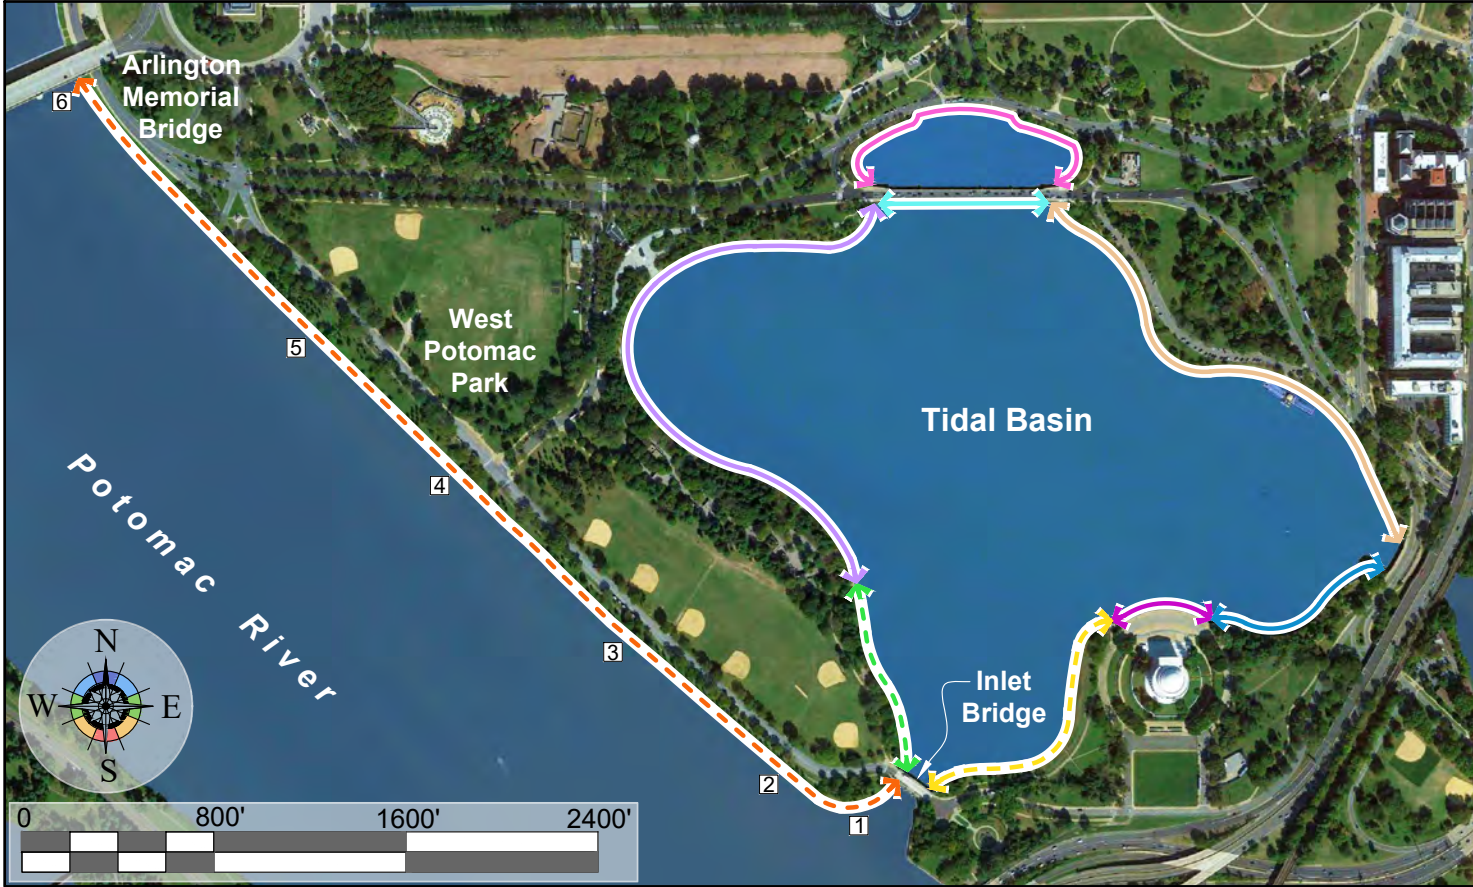 Arlington
Memorial
Bridge
6
5
West
Potomac
Park
Tidal Basin
4
Potomac River
3
N
W E
S
Inlet
Bridge
2
1
0 800' 1600' 2400'